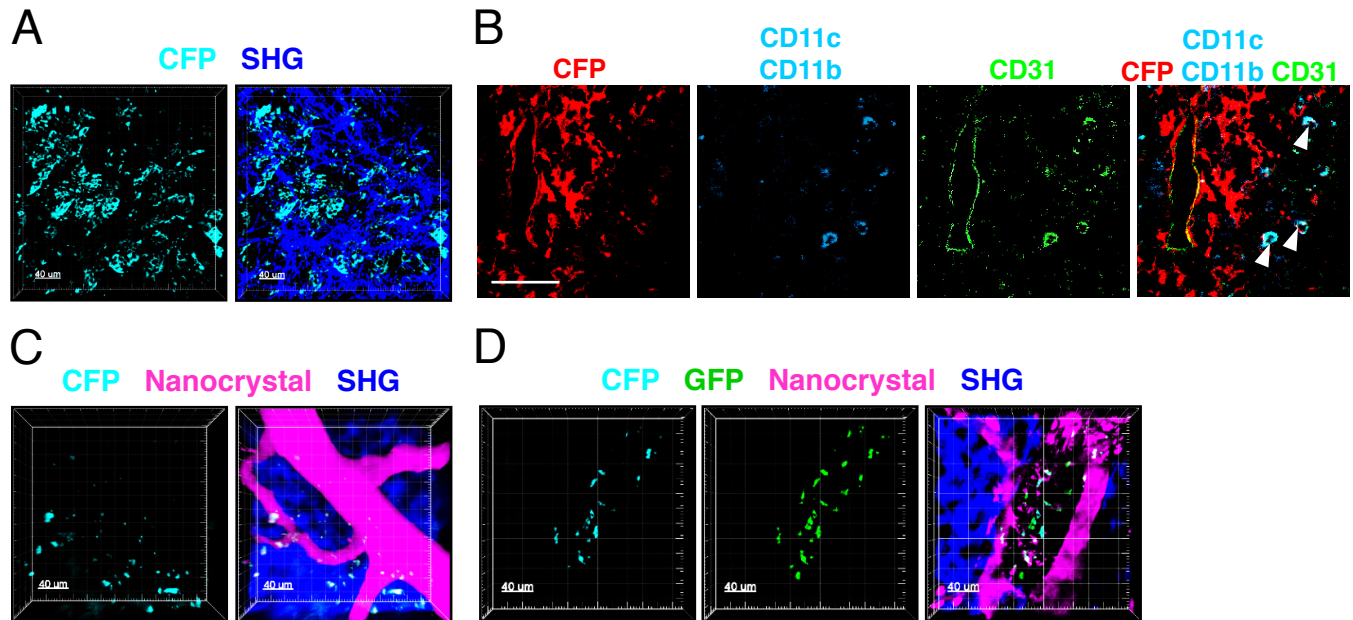 A
CFP SHG
40 um
40 um
B
CFP
CD11c
CD11b
CD31
CD11c
CFP CD11b CD31
C
CFP Nanocrystal SHG
40 um
40 um
D
CFP GFP Nanocrystal SHG
40 um
40 um
40 um